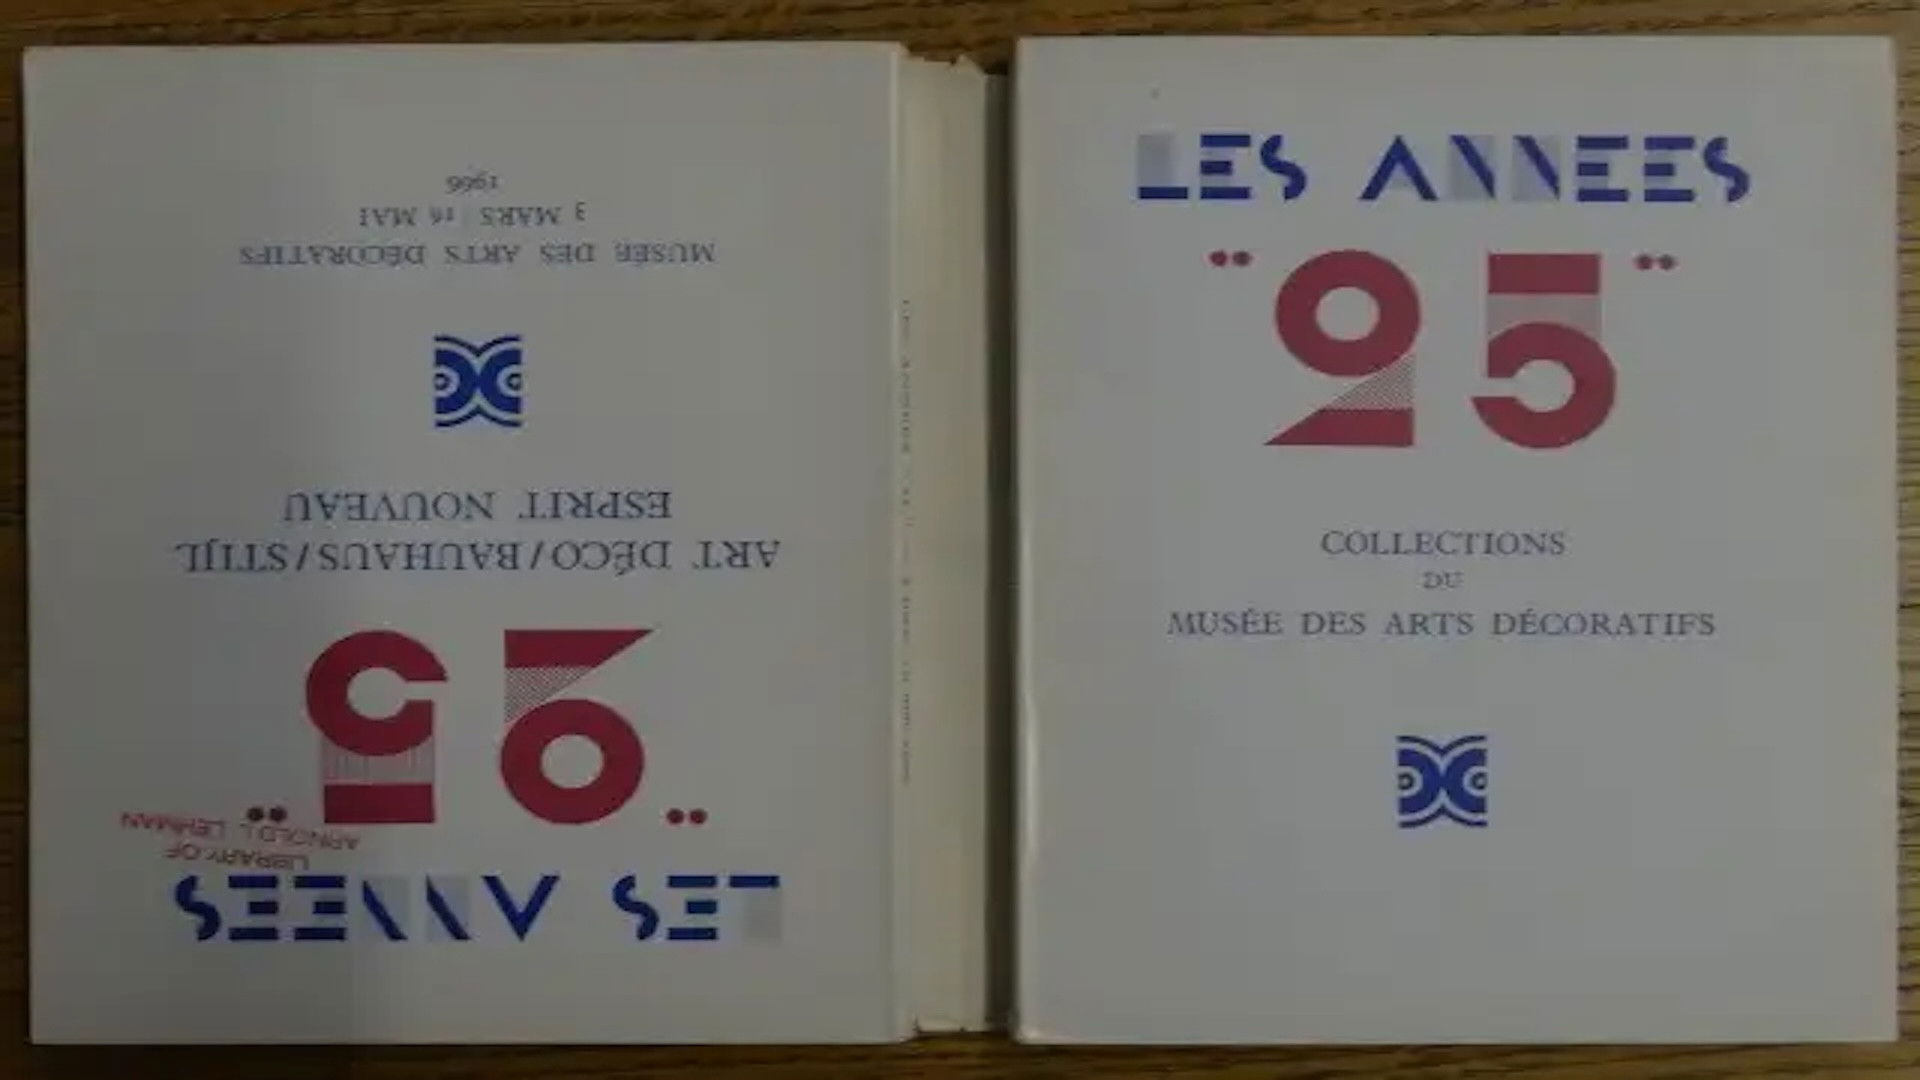 LES ANNEES
"25"
ART DÉCO/BAUHAUS/STIJL
ESPRIT NOUVEAU
MUSÉE DES ARTS DÉCORATIFS
3 MARS/16 MAI
1966
LIBRARY OF
ARNOLD L. LEHMAN
LES ANNEES
"25"
COLLECTIONS
DU
MUSÉE DES ARTS DÉCORATIFS